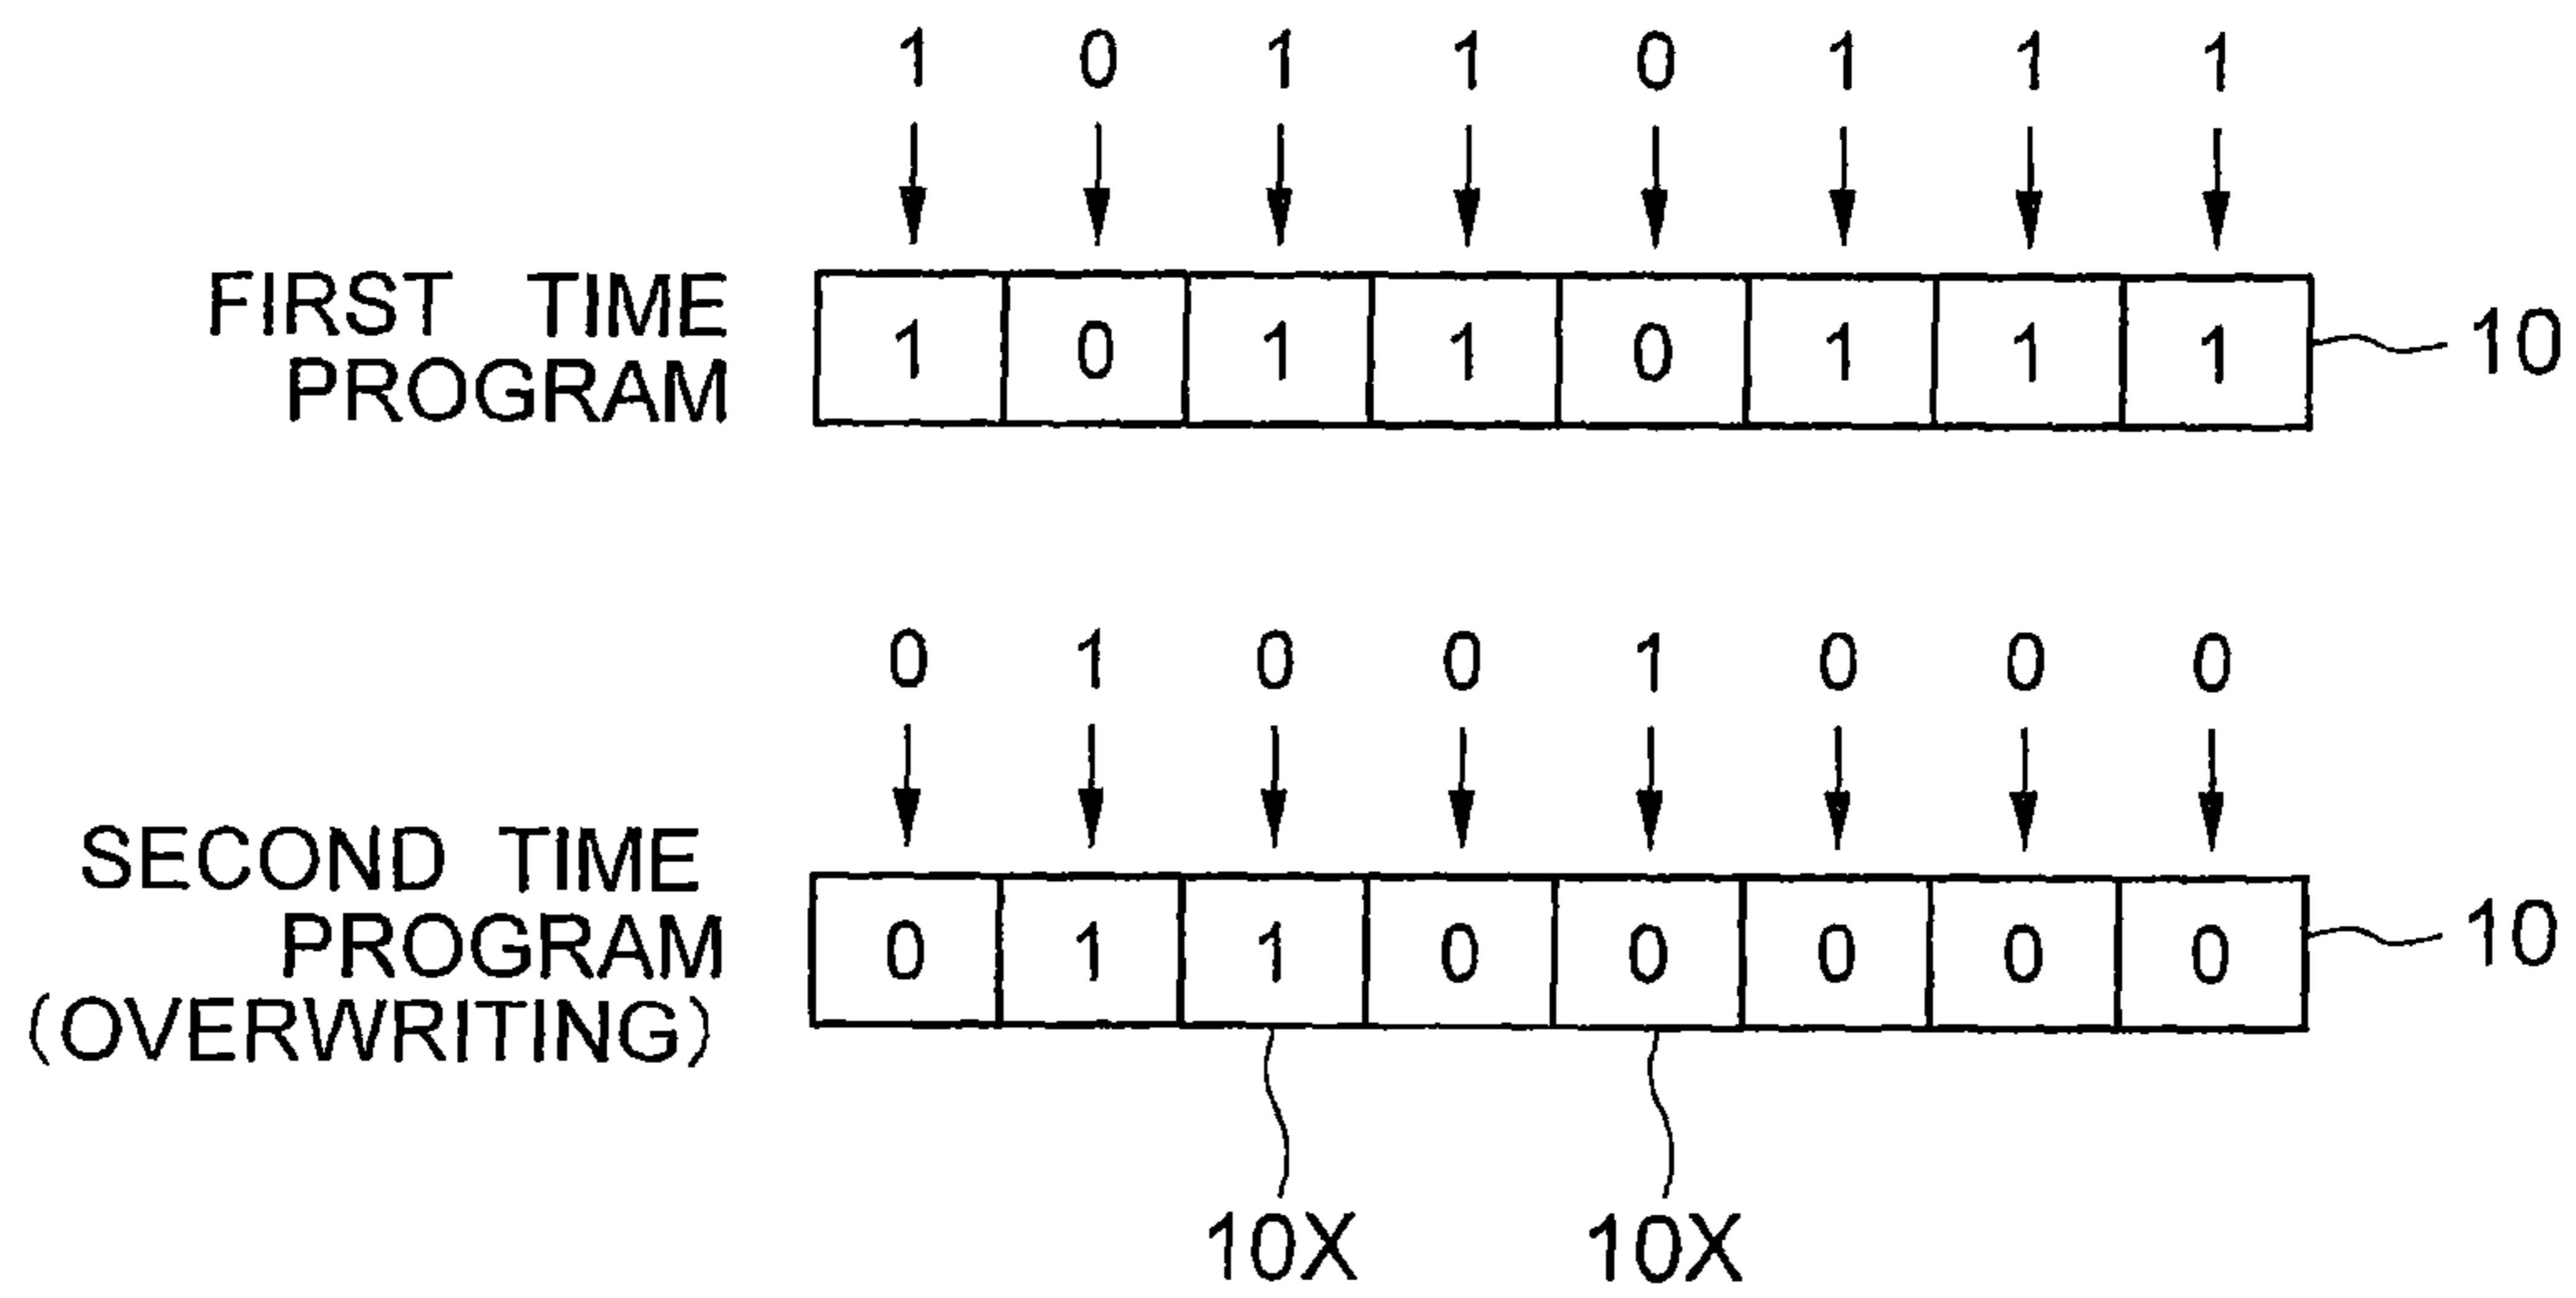 1 0 1 1 0 1 1 1
FIRST TIME
PROGRAM
1 0 1 1 0 1 1 1
10
0 1 0 0 1 0 0 0
SECOND TIME
PROGRAM
(OVERWRITING)
0 1 1 0 0 0 0 0
10
10X 10X